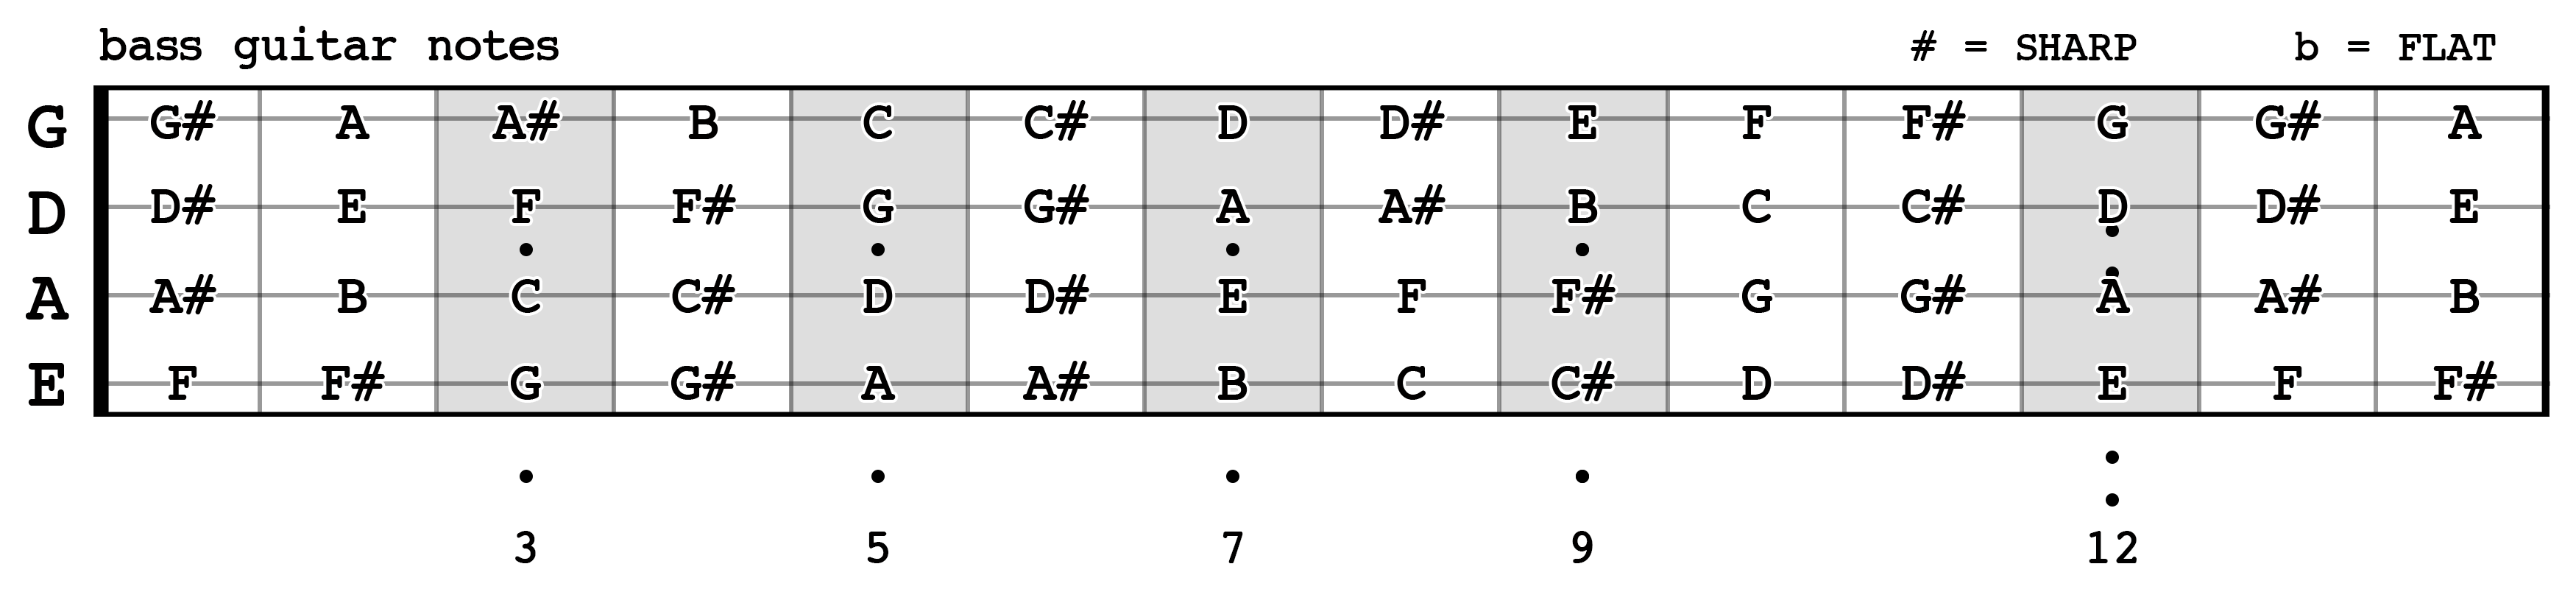 bass guitar notes # = SHARP b = FLAT
G G# A A# B C C# D D# E F F# G G# A
D D# E F F# G G# A A# B C C# D D# E
A A# B C C# D D# E F F# G G# A A# B
E F F# G G# A A# B C C# D D# E F F#
3 5 7 9 12